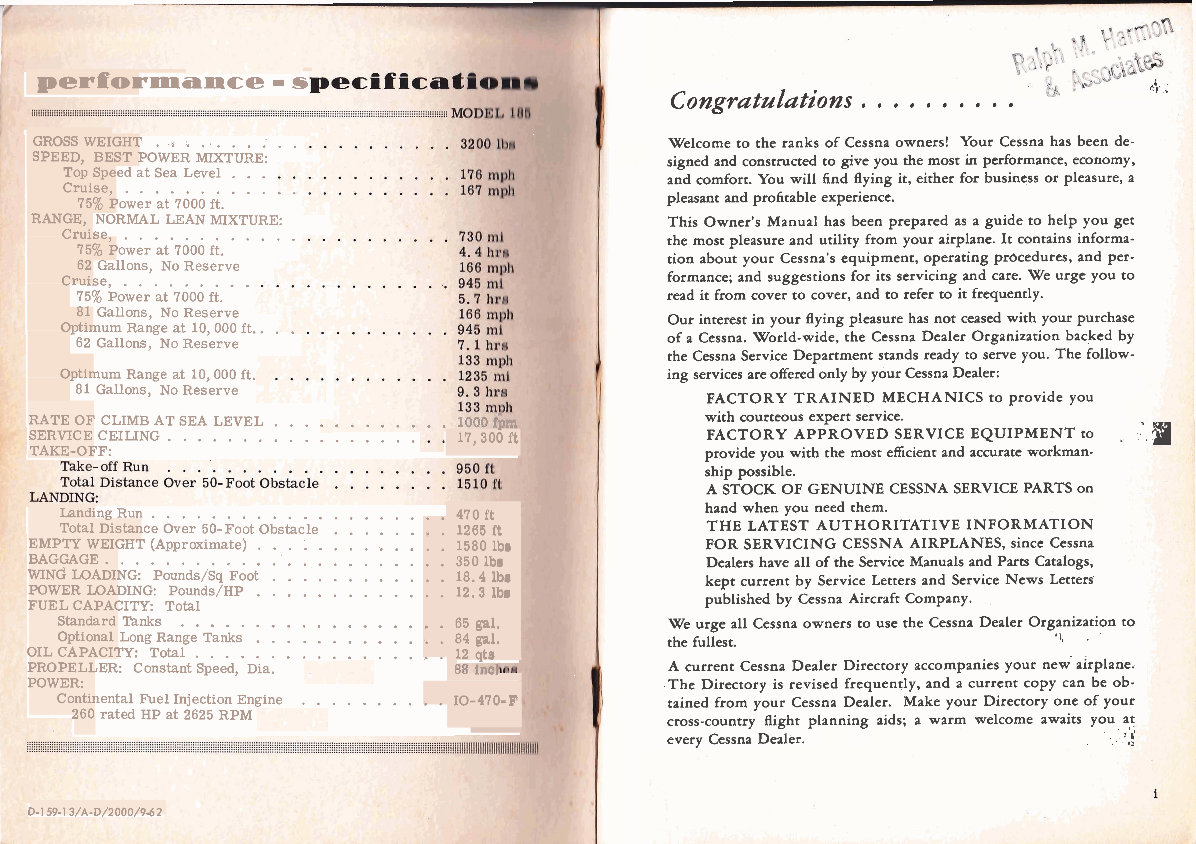 performance - specifications
MODEL 185
GROSS WEIGHT . . . . . . . . . . . . . . . . . . . . 3200 lbs
SPEED, BEST POWER MIXTURE:
Top Speed at Sea Level . . . . . . . . . . . . . . . 176 mph
Cruise, . . . . . . . . . . . . . . . . . . . . . . 167 mph
75% Power at 7000 ft.
RANGE, NORMAL LEAN MIXTURE:
Cruise, . . . . . . . . . . . . . . . . . . . . . . 730 mi
75% Power at 7000 ft. 4.4 hrs
62 Gallons, No Reserve 166 mph
Cruise, . . . . . . . . . . . . . . . . . . . . . . 945 mi
75% Power at 7000 ft. 5.7 hrs
81 Gallons, No Reserve 166 mph
Optimum Range at 10,000 ft. . . . . . . . . . . . . . 945 mi
62 Gallons, No Reserve 7.1 hrs
133 mph
Optimum Range at 10,000 ft. . . . . . . . . . . . . 1235 mi
81 Gallons, No Reserve 9.3 hrs
133 mph
RATE OF CLIMB AT SEA LEVEL . . . . . . . . . . . . 1000 fpm
SERVICE CEILING . . . . . . . . . . . . . . . . . . . 17,300 ft
TAKE-OFF:
Take-off Run . . . . . . . . . . . . . . . . . . . 950 ft
Total Distance Over 50-Foot Obstacle . . . . . . . . 1510 ft
LANDING:
Landing Run . . . . . . . . . . . . . . . . . . . . 470 ft
Total Distance Over 50-Foot Obstacle . . . . . . . 1265 ft
EMPTY WEIGHT (Approximate) . . . . . . . . . . . . . 1580 lbs
BAGGAGE . . . . . . . . . . . . . . . . . . . . . . . 350 lbs
WING LOADING: Pounds/Sq Foot . . . . . . . . . . . . 18.4 lbs
POWER LOADING: Pounds/HP . . . . . . . . . . . . . 12.3 lbs
FUEL CAPACITY: Total
Standard Tanks . . . . . . . . . . . . . . . . . . 65 gal.
Optional Long Range Tanks . . . . . . . . . . . . . 84 gal.
OIL CAPACITY: Total . . . . . . . . . . . . . . . . . 12 qts
PROPELLER: Constant Speed, Dia. 88 inches
POWER:
Continental Fuel Injection Engine . . . . . . . . . . IO-470-F
260 rated HP at 2625 RPM
D-159-13/A-D/2000/9-62
Ralph M. Harmon
& Associates
Congratulations . . . . . . . . . .
Welcome to the ranks of Cessna owners! Your Cessna has been de-
signed and constructed to give you the most in performance, economy,
and comfort. You will find flying it, either for business or pleasure, a
pleasant and profitable experience.
This Owner's Manual has been prepared as a guide to help you get
the most pleasure and utility from your airplane. It contains informa-
tion about your Cessna's equipment, operating procedures, and per-
formance; and suggestions for its servicing and care. We urge you to
read it from cover to cover, and to refer to it frequently.
Our interest in your flying pleasure has not ceased with your purchase
of a Cessna. World-wide, the Cessna Dealer Organization backed by
the Cessna Service Department stands ready to serve you. The follow-
ing services are offered only by your Cessna Dealer:
FACTORY TRAINED MECHANICS to provide you
with courteous expert service.
FACTORY APPROVED SERVICE EQUIPMENT to
provide you with the most efficient and accurate workman-
ship possible.
A STOCK OF GENUINE CESSNA SERVICE PARTS on
hand when you need them.
THE LATEST AUTHORITATIVE INFORMATION
FOR SERVICING CESSNA AIRPLANES, since Cessna
Dealers have all of the Service Manuals and Parts Catalogs,
kept current by Service Letters and Service News Letters
published by Cessna Aircraft Company.
We urge all Cessna owners to use the Cessna Dealer Organization to
the fullest.
A current Cessna Dealer Directory accompanies your new airplane.
The Directory is revised frequently, and a current copy can be ob-
tained from your Cessna Dealer. Make your Directory one of your
cross-country flight planning aids; a warm welcome awaits you at
every Cessna Dealer.
i